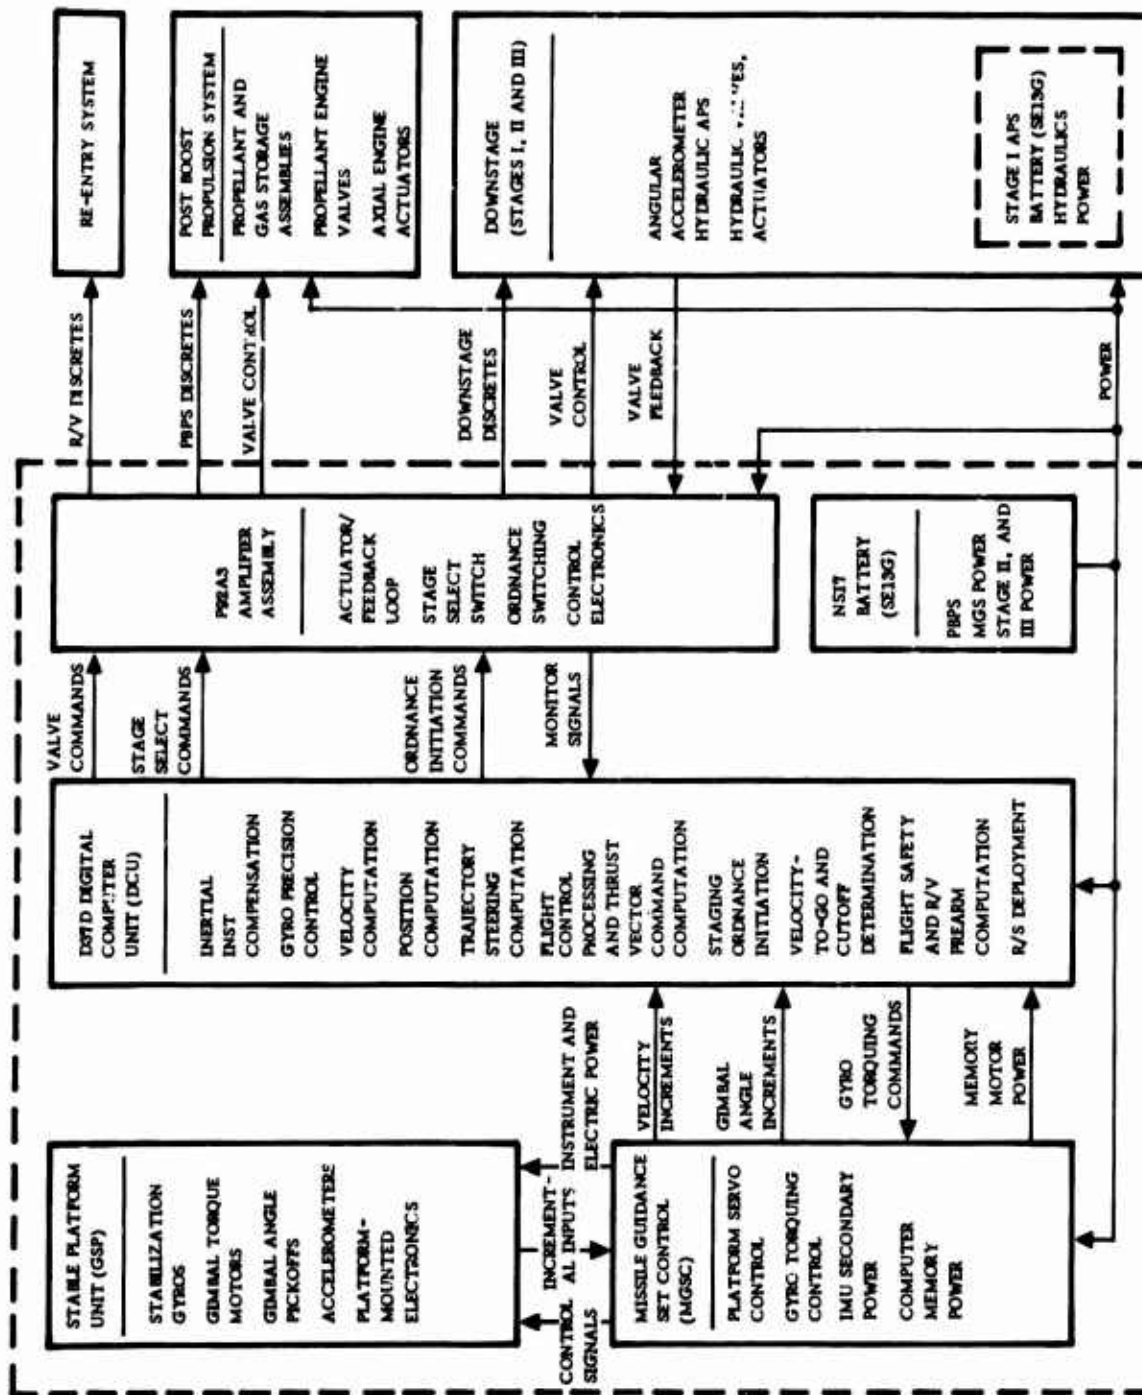 STABLE PLATFORM
UNIT (GSP)
STABILIZATION
GYROS
GIMBAL TORQUE
MOTORS
GIMBAL ANGLE
PICKOFFS
ACCELEROMETERS
PLATFORM-
MOUNTED
ELECTRONICS
CONTROL
SIGNALS
INCREMENT-
AL INPUTS
INSTRUMENT AND
ELECTRIC POWER
MISSILE GUIDANCE
SET CONTROL
(MGSC)
PLATFORM SERVO
CONTROL
GYRO TORQUING
CONTROL
IMU SECONDARY
POWER
COMPUTER
MEMORY
POWER
VELOCITY
INCREMENTS
GIMBAL
ANGLE
INCREMENTS
GYRO
TORQUING
COMMANDS
MEMORY
MOTOR
POWER
DIGITAL
COMPUTER
UNIT (DCU)
INERTIAL
INST
COMPENSATION
GYRO PRECISION
CONTROL
VELOCITY
COMPUTATION
POSITION
COMPUTATION
TRAJECTORY
STEERING
COMPUTATION
FLIGHT
CONTROL
PROCESSING
AND THRUST
VECTOR
COMMAND
COMPUTATION
STAGING
ORDNANCE
INITIATION
VELOCITY-
TO-GO AND
CUTOFF
DETERMINATION
FLIGHT SAFETY
AND R/V
PREARM
COMPUTATION
R/S DEPLOYMENT
VALVE
COMMANDS
STAGE
SELECT
COMMANDS
ORDNANCE
INITIATION
COMMANDS
MONITOR
SIGNALS
AMPLIFIER
ASSEMBLY
ACTUATOR/
FEEDBACK
LOOP
STAGE
SELECT
SWITCH
ORDNANCE
SWITCHING
CONTROL
ELECTRONICS
BATTERY
(SE13G)
PBPS
MGS POWER
STAGE II, AND
III POWER
R/V DISCRETES
PBPS DISCRETES
VALVE CONTROL
DOWNSTAGE
DISCRETES
VALVE
CONTROL
VALVE
FEEDBACK
POWER
RE-ENTRY SYSTEM
POST BOOST
PROPULSION SYSTEM
PROPELLANT AND
GAS STORAGE
ASSEMBLIES
PROPELLANT ENGINE
VALVES
AXIAL ENGINE
ACTUATORS
DOWNSTAGE
(STAGES I, II AND III)
ANGULAR
ACCELEROMETER
HYDRAULIC APS
HYDRAULIC
ACTUATORS
STAGE I APS
BATTERY (SE13G)
HYDRAULICS
POWER